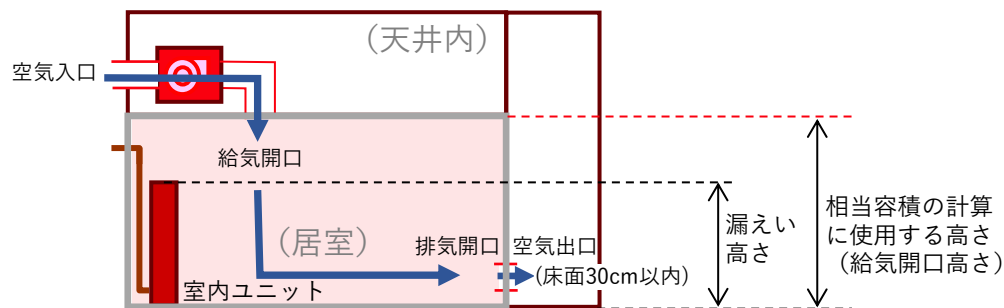 （天井内）
空気入口
給気開口
（居室）
排気開口
空気出口
(床面30cm以内)
室内ユニット
漏えい
高さ
相当容積の計算
に使用する高さ
（給気開口高さ）